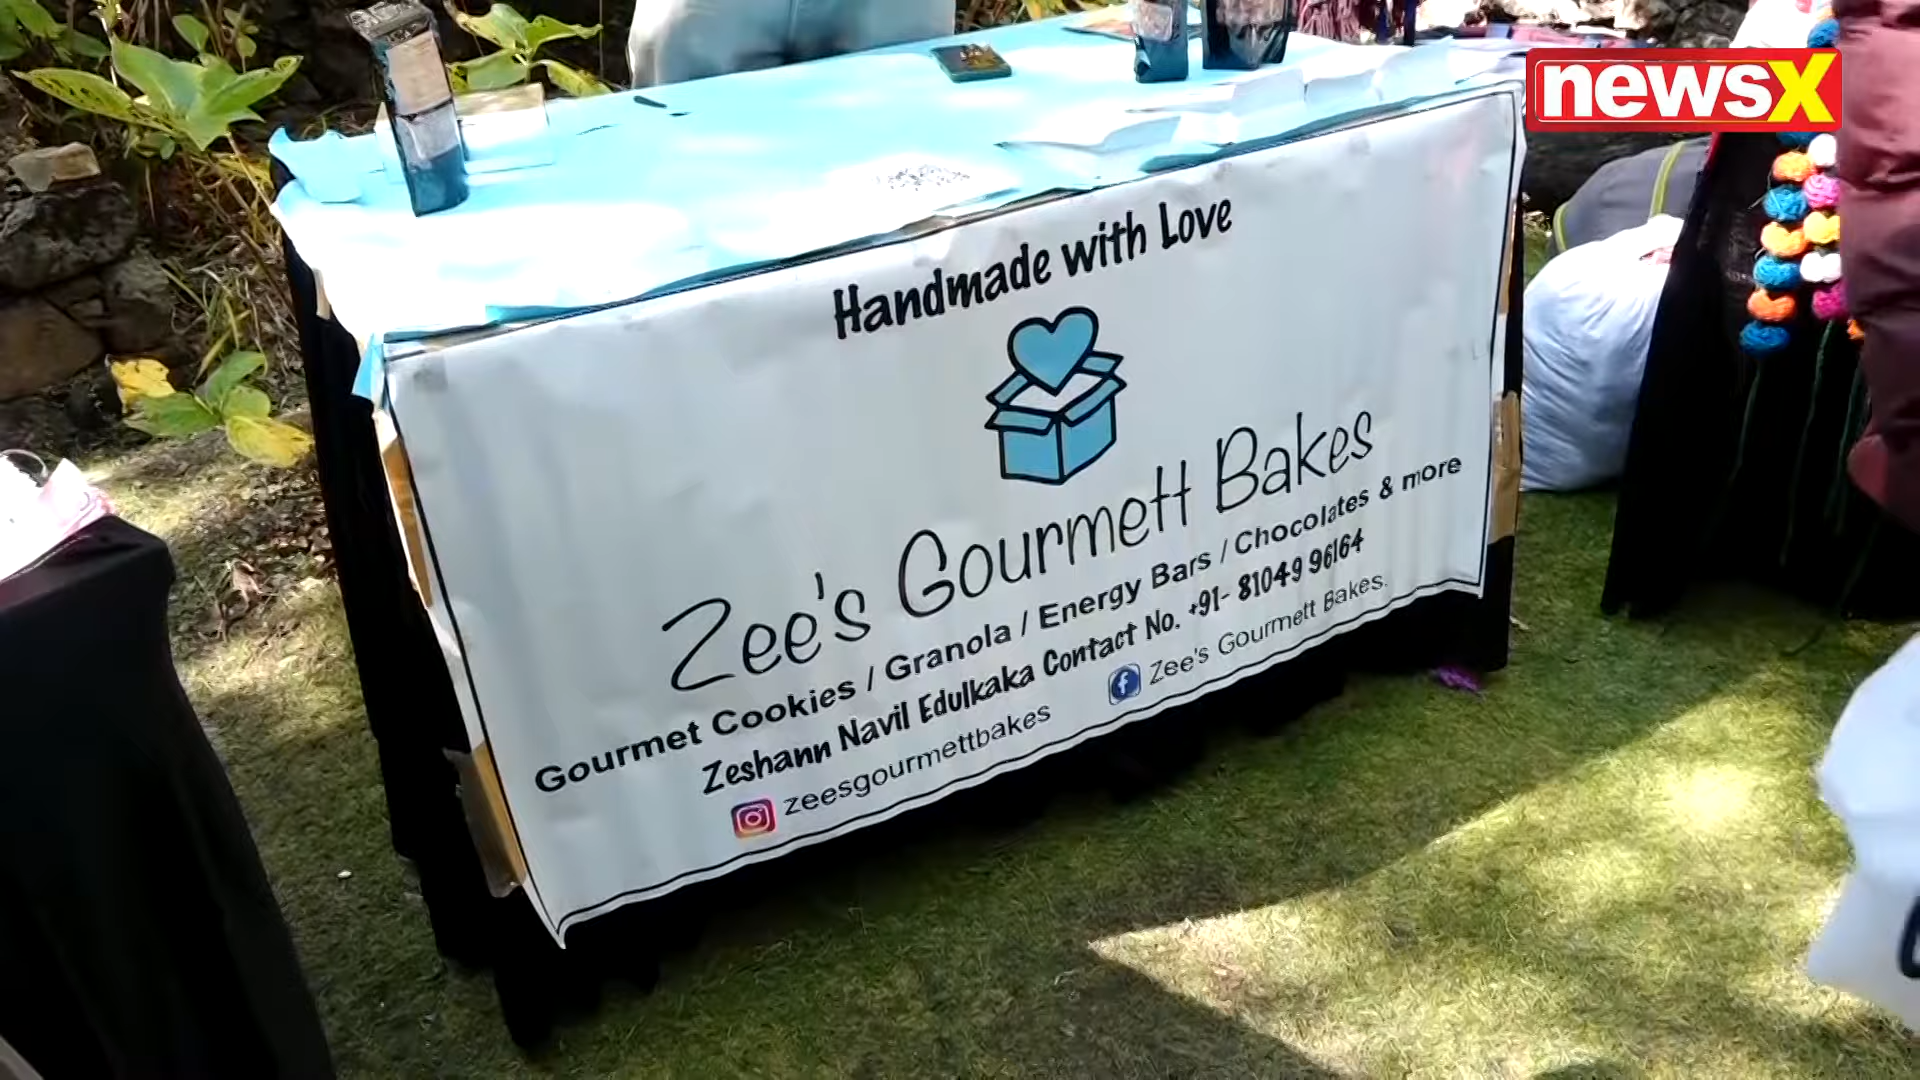 newsX
Handmade with Love
Zee's Gourmett Bakes
Gourmet Cookies / Granola / Energy Bars / Chocolates & more
Zeshann Navil Edulkaka Contact No. +91- 81049 96164
zeesgourmettbakes
Zee's Gourmett Bakes.